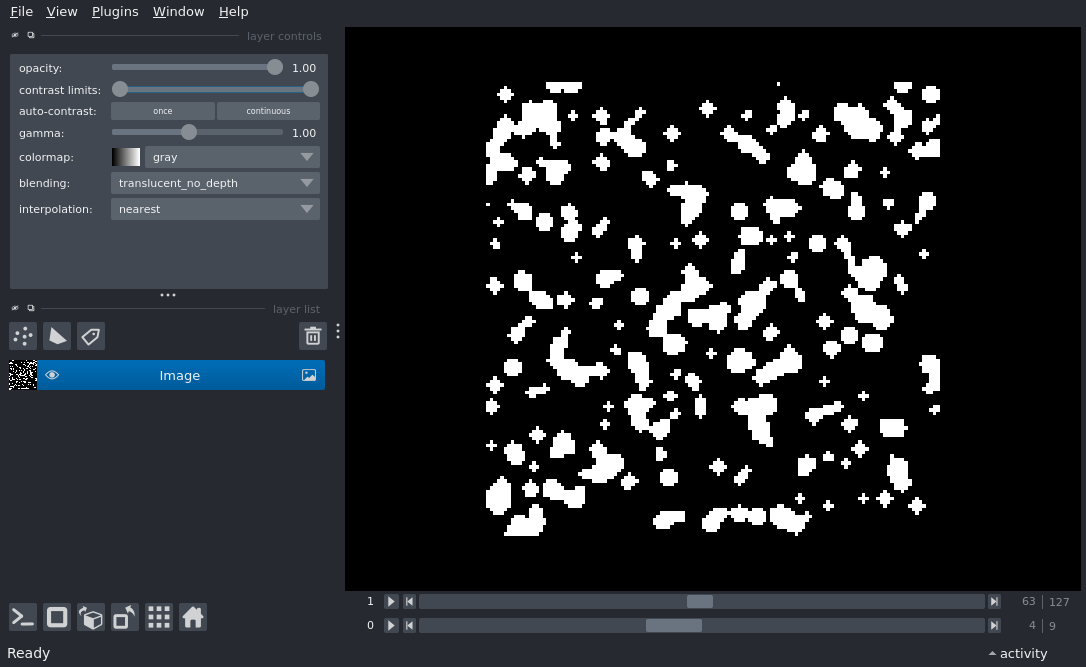 File View Plugins Window Help
layer controls
opacity: 1.00
contrast limits:
auto-contrast: once continuous
gamma: 1.00
colormap: gray
blending: translucent_no_depth
interpolation: nearest
layer list
Image
1 63 127
0 4 9
Ready activity